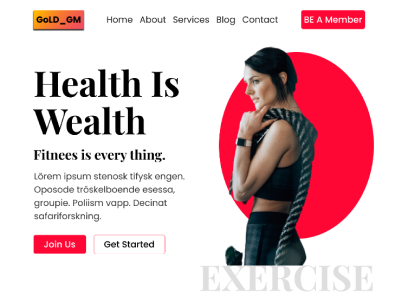 GoLD_GM
Home About Services Blog Contact
BE A Member
Health Is
Wealth
Fitnees is every thing.
Lörem ipsum stenosk tifysk engen.
Oposode tröskelboende esessa,
groupie. Poliism vapp. Decinat
safariforskning.
Join Us
Get Started
EXERCISE